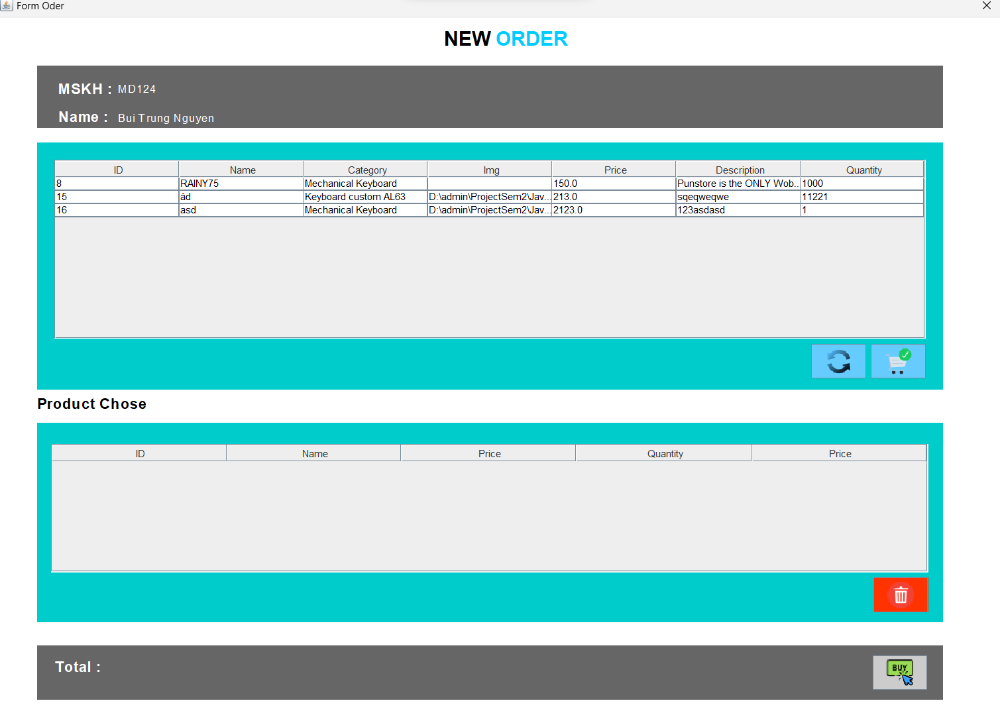 Form Oder
NEW ORDER
MSKH : MD124
Name : Bui Trung Nguyen
ID Name Category Img Price Description Quantity
8 RAINY75 Mechanical Keyboard 150.0 Punstore is the ONLY Wob... 1000
15 ád Keyboard custom AL63 D:\admin\ProjectSem2\Jav... 213.0 sqeqweqwe 11221
16 asd Mechanical Keyboard D:\admin\ProjectSem2\Jav... 2123.0 123asdasd 1
Product Chose
ID Name Price Quantity Price
Total :
BUY